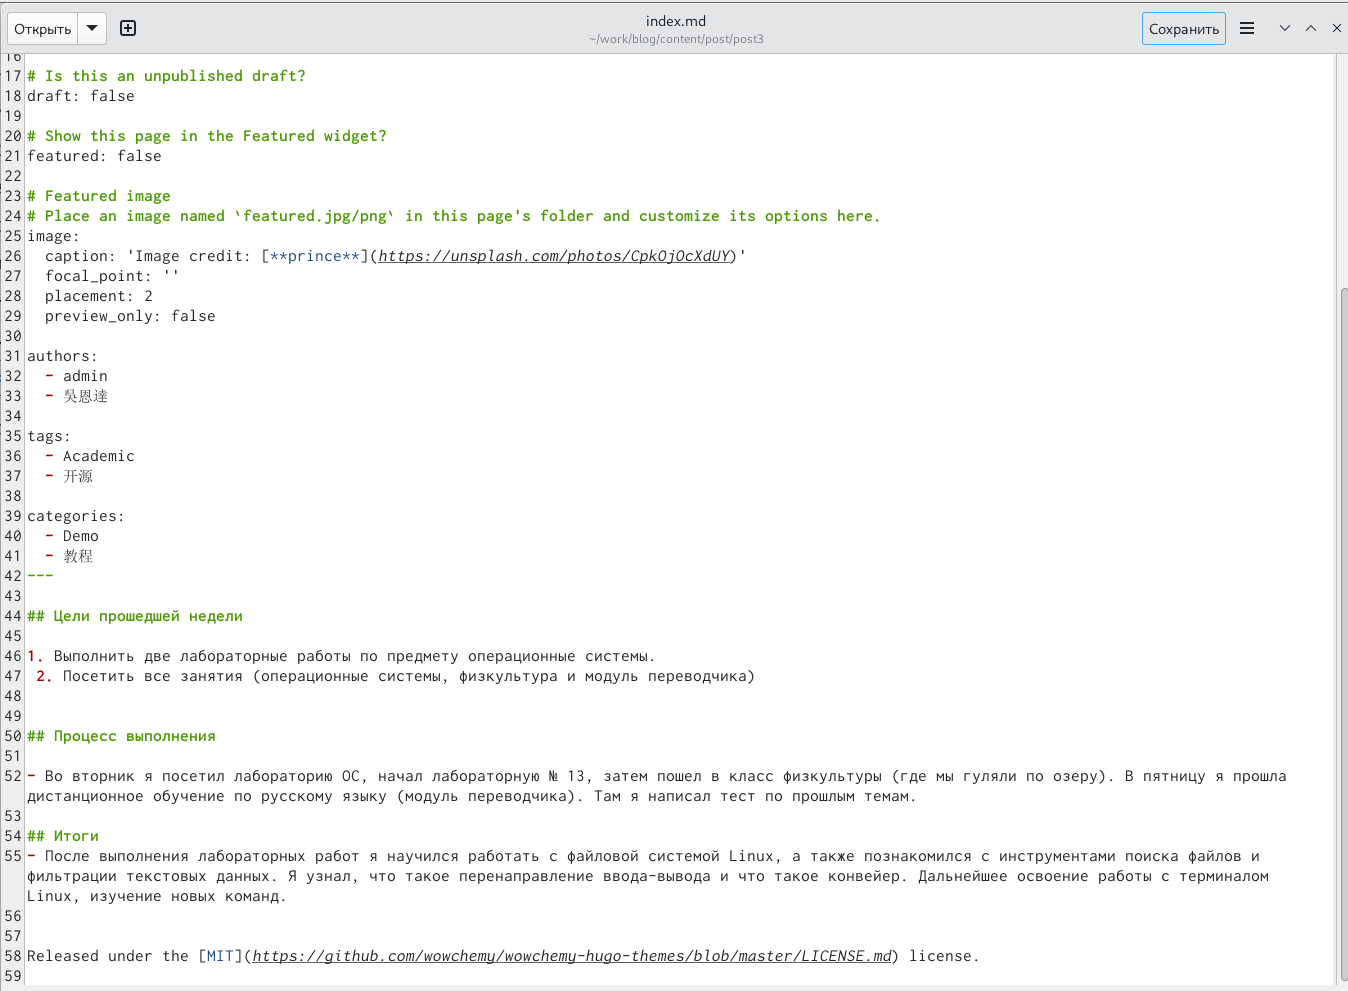 Открыть
index.md
~/work/blog/content/post/post3
Сохранить
16
17 # Is this an unpublished draft?
18 draft: false
19
20 # Show this page in the Featured widget?
21 featured: false
22
23 # Featured image
24 # Place an image named `featured.jpg/png` in this page's folder and customize its options here.
25 image:
26   caption: 'Image credit: [**prince**](https://unsplash.com/photos/CpkOjOcXdUY)'
27   focal_point: ''
28   placement: 2
29   preview_only: false
30
31 authors:
32   - admin
33   - 吳恩達
34
35 tags:
36   - Academic
37   - 开源
38
39 categories:
40   - Demo
41   - 教程
42 ---
43
44 ## Цели прошедшей недели
45
46 1. Выполнить две лабораторные работы по предмету операционные системы.
47  2. Посетить все занятия (операционные системы, физкультура и модуль переводчика)
48
49
50 ## Процесс выполнения
51
52 - Во вторник я посетил лабораторию ОС, начал лабораторную № 13, затем пошел в класс физкультуры (где мы гуляли по озеру). В пятницу я прошла
дистанционное обучение по русскому языку (модуль переводчика). Там я написал тест по прошлым темам.
53
54 ## Итоги
55 - После выполнения лабораторных работ я научился работать с файловой системой Linux, а также познакомился с инструментами поиска файлов и
фильтрации текстовых данных. Я узнал, что такое перенаправление ввода-вывода и что такое конвейер. Дальнейшее освоение работы с терминалом
Linux, изучение новых команд.
56
57
58 Released under the [MIT](https://github.com/wowchemy/wowchemy-hugo-themes/blob/master/LICENSE.md) license.
59